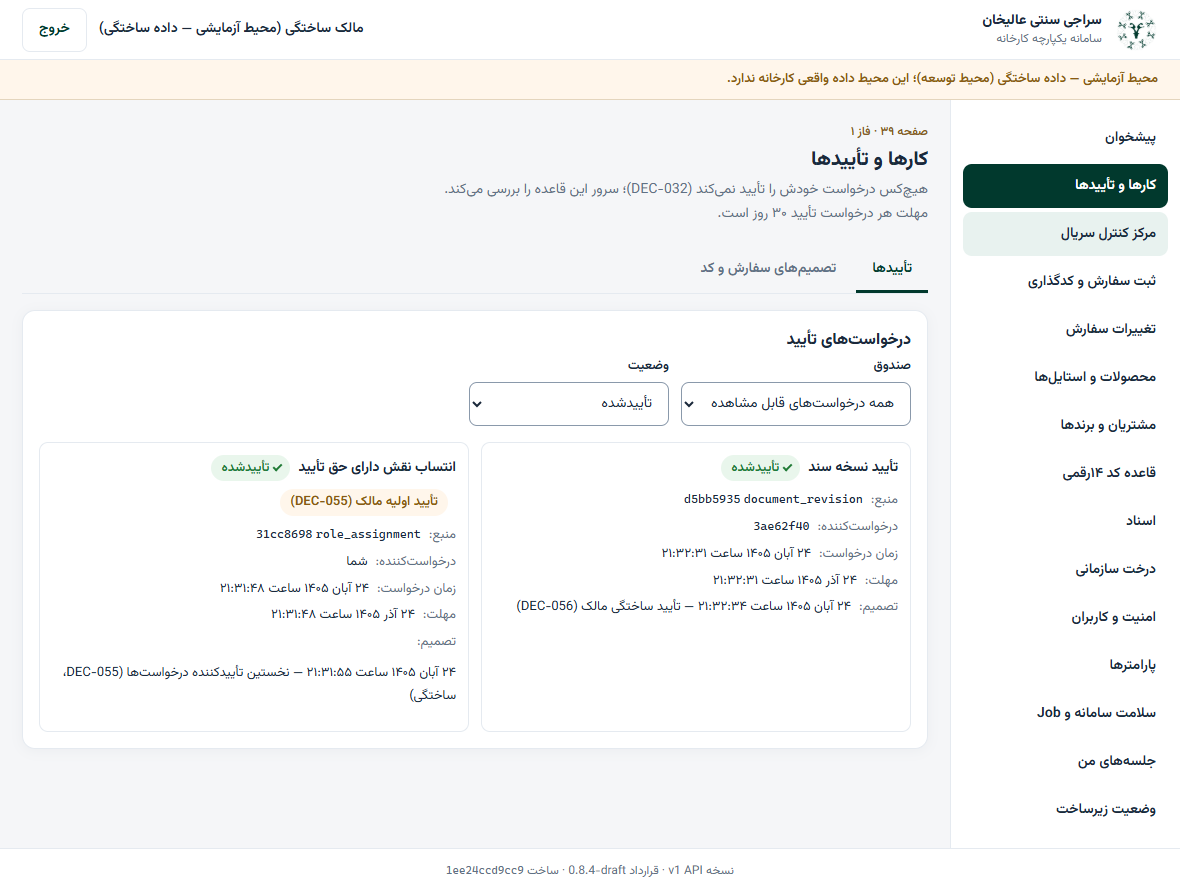 سراجی سنتی عالیخان
سامانه یکپارچه کارخانه
مالک ساختگی (محیط آزمایشی – داده ساختگی)
خروج
محیط آزمایشی – داده ساختگی (محیط توسعه)؛ این محیط داده واقعی کارخانه ندارد.
پیشخوان
کارها و تأییدها
مرکز کنترل سریال
ثبت سفارش و کدگذاری
تغییرات سفارش
محصولات و استایل‌ها
مشتریان و برندها
قاعده کد ۱۴رقمی
اسناد
درخت سازمانی
امنیت و کاربران
پارامترها
سلامت سامانه و Job
جلسه‌های من
وضعیت زیرساخت
صفحه ۳۹ · فاز ۱
کارها و تأییدها
هیچ‌کس درخواست خودش را تأیید نمی‌کند (DEC-032)؛ سرور این قاعده را بررسی می‌کند.
مهلت هر درخواست تأیید ۳۰ روز است.
تأییدها
تصمیم‌های سفارش و کد
درخواست‌های تأیید
صندوق
وضعیت
همه درخواست‌های قابل مشاهده
تأییدشده
تأیید نسخه سند ✓ تأییدشده
منبع: document_revision d5bb5935
درخواست‌کننده: 3ae62f40
زمان درخواست: ۲۴ آبان ۱۴۰۵ ساعت ۲۱:۳۲:۳۱
مهلت: ۲۴ آذر ۱۴۰۵ ساعت ۲۱:۳۲:۳۱
تصمیم: ۲۴ آبان ۱۴۰۵ ساعت ۲۱:۳۲:۳۴ – تأیید ساختگی مالک (DEC-056)
انتساب نقش دارای حق تأیید ✓ تأییدشده
تأیید اولیه مالک (DEC-055)
منبع: role_assignment 31cc8698
درخواست‌کننده: شما
زمان درخواست: ۲۴ آبان ۱۴۰۵ ساعت ۲۱:۳۱:۴۸
مهلت: ۲۴ آذر ۱۴۰۵ ساعت ۲۱:۳۱:۴۸
تصمیم:
۲۴ آبان ۱۴۰۵ ساعت ۲۱:۳۱:۵۵ – نخستین تأییدکننده درخواست‌ها (DEC-055،
ساختگی)
نسخه API v1 · قرارداد 0.8.4-draft · ساخت 1ee24ccd9cc9